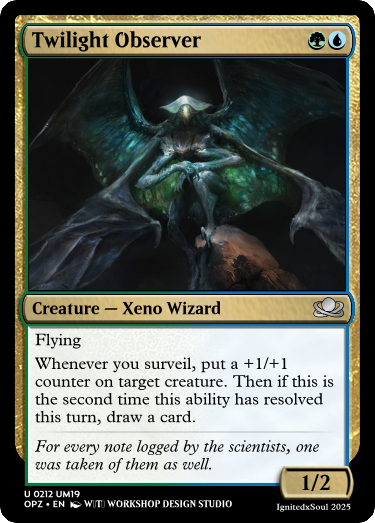 Twilight Observer
Creature — Xeno Wizard
Flying
Whenever you surveil, put a +1/+1
counter on target creature. Then if this is
the second time this ability has resolved
this turn, draw a card.
For every note logged by the scientists, one
was taken of them as well.
1/2
U 0212 UM19
OPZ • EN WORKSHOP DESIGN STUDIO
IgnitedxSoul 2025